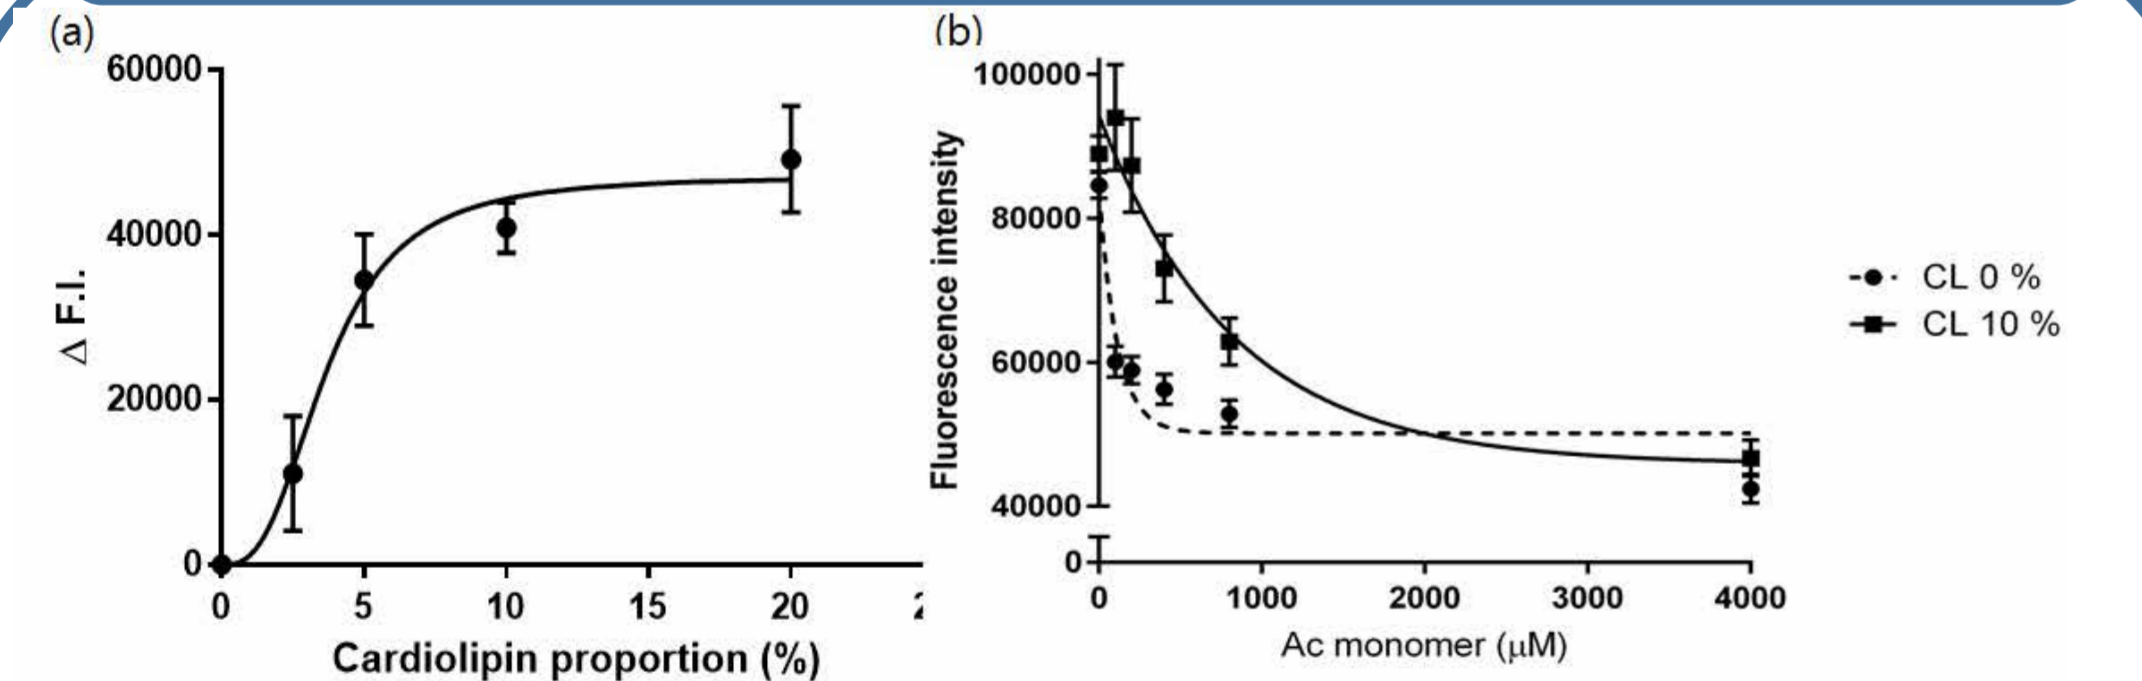 (a)
60000
40000
20000
0
Δ F.I.
0 5 10 15 20 2
Cardiolipin proportion (%)
(b)
100000
80000
60000
40000
0
Fluorescence intensity
0 1000 2000 3000 4000
Ac monomer (μM)
CL 0 %
CL 10 %